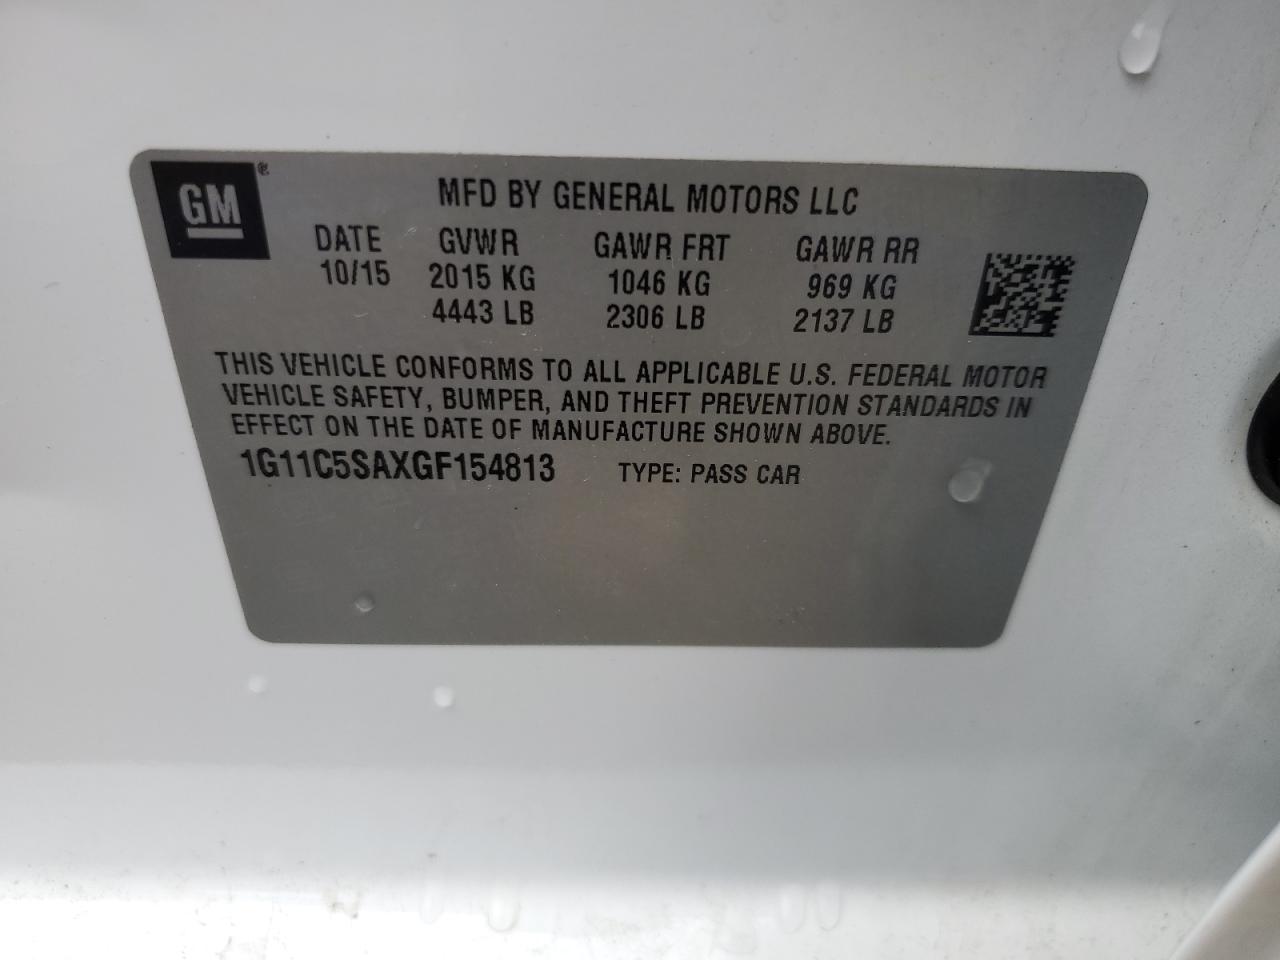 GM®
MFD BY GENERAL MOTORS LLC
DATE GVWR GAWR FRT GAWR RR
10/15 2015 KG 1046 KG 969 KG
4443 LB 2306 LB 2137 LB
THIS VEHICLE CONFORMS TO ALL APPLICABLE U.S. FEDERAL MOTOR
VEHICLE SAFETY, BUMPER, AND THEFT PREVENTION STANDARDS IN
EFFECT ON THE DATE OF MANUFACTURE SHOWN ABOVE.
1G11C5SAXGF154813 TYPE: PASS CAR